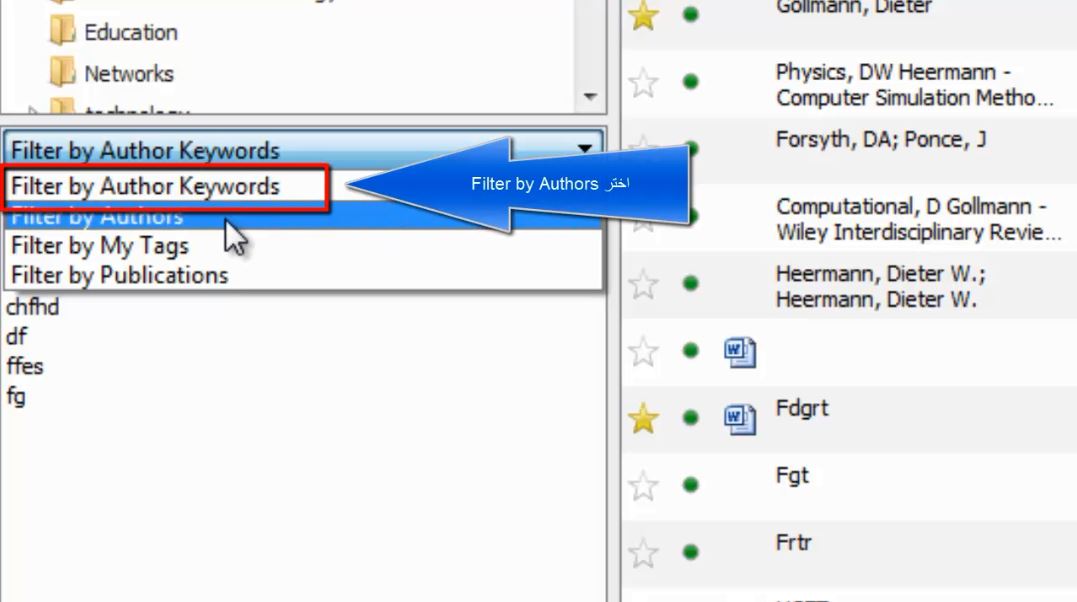 Education
Networks
technology
Filter by Author Keywords
Filter by Author Keywords
Filter by Authors
Filter by My Tags
Filter by Publications
chfhd
df
ffes
fg
اختر Filter by Authors
Gollmann, Dieter
Physics, DW Heermann -
Computer Simulation Metho...
Forsyth, DA; Ponce, J
Computational, D Gollmann -
Wiley Interdisciplinary Revie...
Heermann, Dieter W.;
Heermann, Dieter W.
Fdgrt
Fgt
Frtr